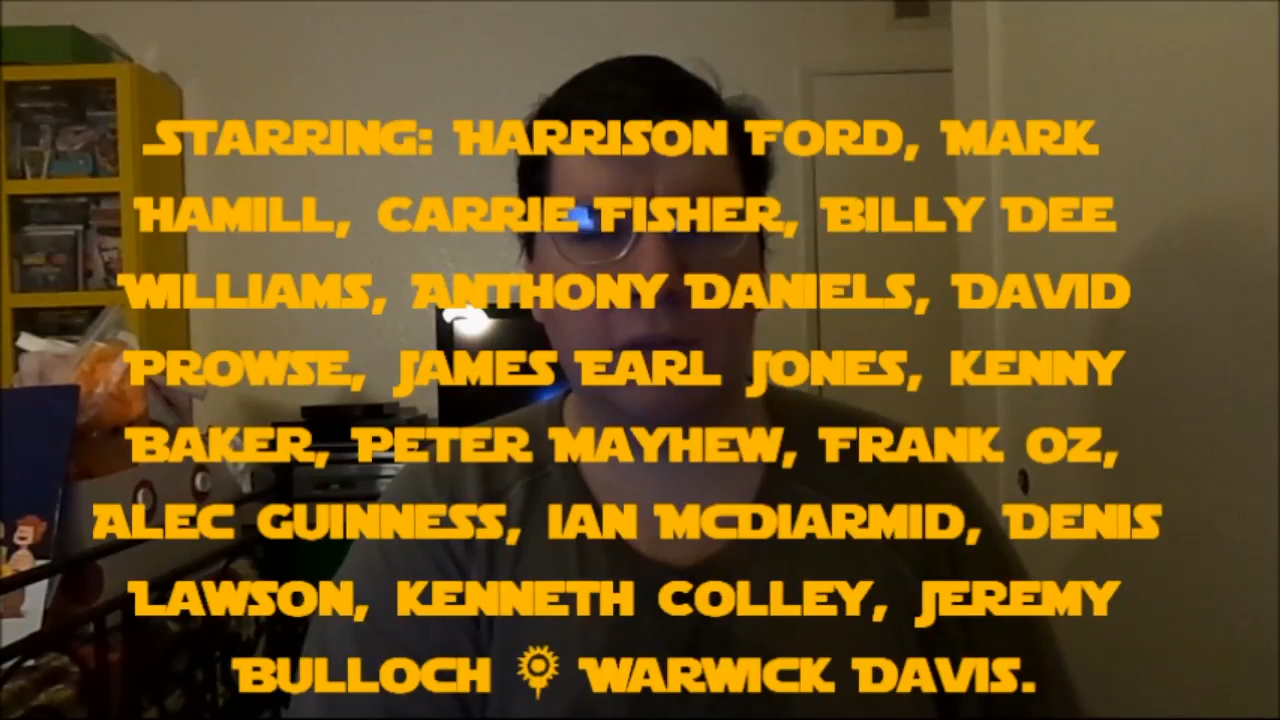 Starring: Harrison Ford, Mark
Hamill, Carrie Fisher, Billy Dee
Williams, Anthony Daniels, David
Prowse, James Earl Jones, Kenny
Baker, Peter Mayhew, Frank Oz,
Alec Guinness, Ian McDiarmid, Denis
Lawson, Kenneth Colley, Jeremy
Bulloch Warwick Davis.